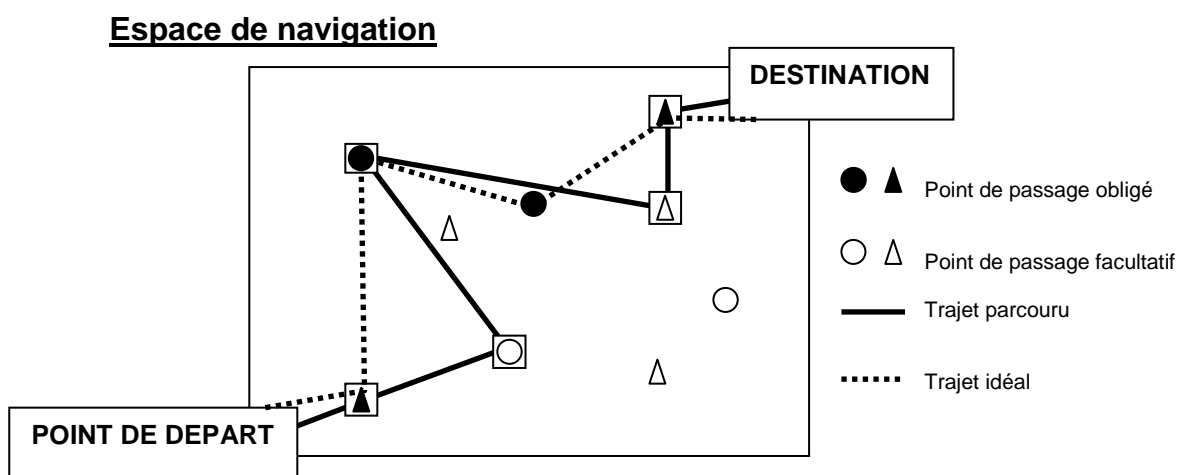 Espace de navigation
DESTINATION
Point de passage obligé
Point de passage facultatif
Trajet parcouru
Trajet idéal
POINT DE DEPART